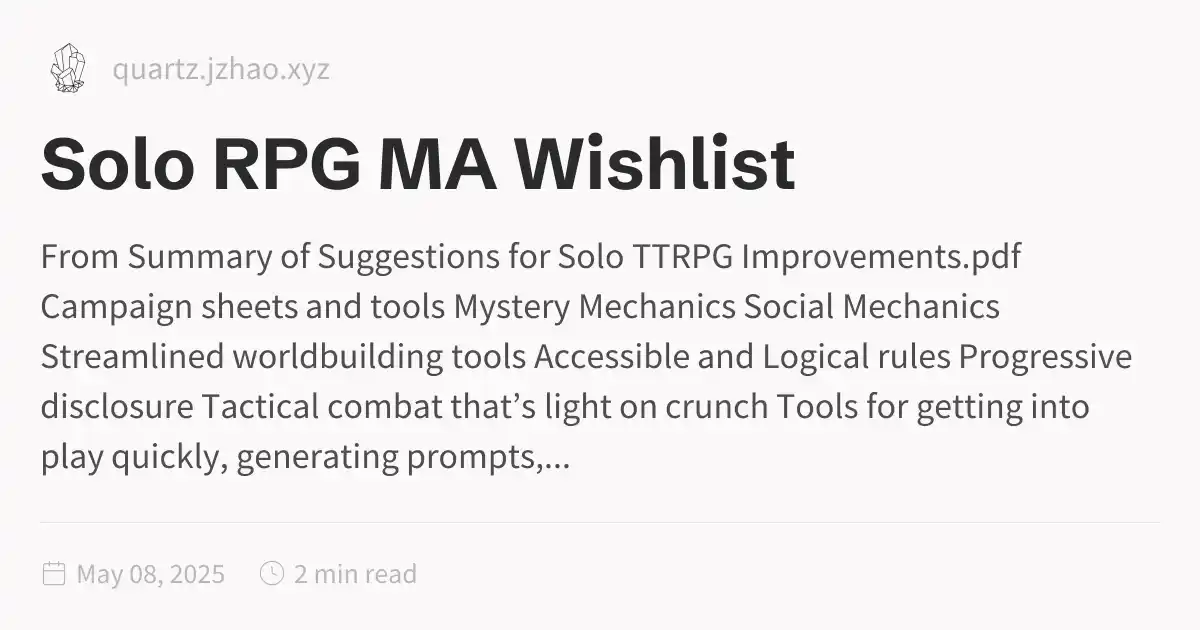 quartz.jzhao.xyz
Solo RPG MA Wishlist
From Summary of Suggestions for Solo TTRPG Improvements.pdf
Campaign sheets and tools Mystery Mechanics Social Mechanics
Streamlined worldbuilding tools Accessible and Logical rules Progressive
disclosure Tactical combat that’s light on crunch Tools for getting into
play quickly, generating prompts,...
May 08, 2025 2 min read